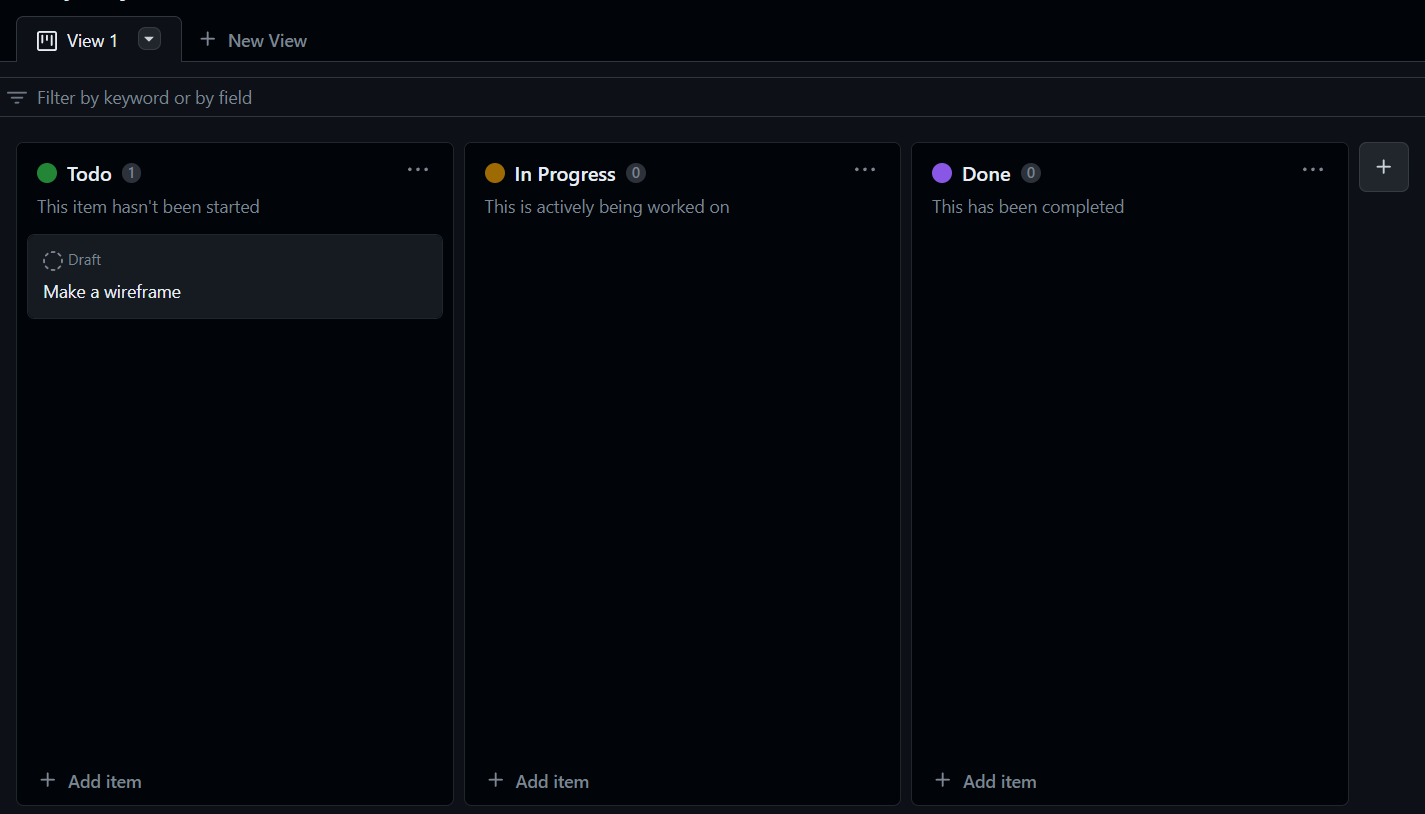 View 1
New View
Filter by keyword or by field
Todo 1
This item hasn't been started
Draft
Make a wireframe
Add item
In Progress 0
This is actively being worked on
Add item
Done 0
This has been completed
Add item